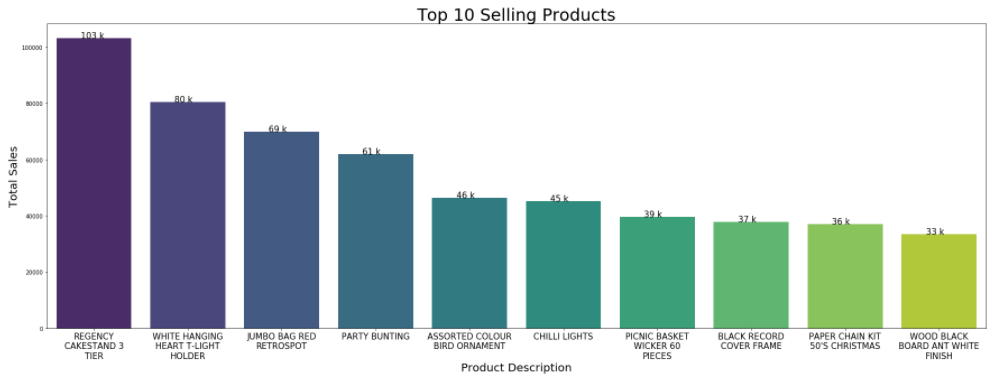 Top 10 Selling Products
Total Sales
100000
80000
60000
40000
20000
0
103 k
80 k
69 k
61 k
46 k
45 k
39 k
37 k
36 k
33 k
REGENCY
CAKESTAND 3
TIER
WHITE HANGING
HEART T-LIGHT
HOLDER
JUMBO BAG RED
RETROSPOT
PARTY BUNTING
ASSORTED COLOUR
BIRD ORNAMENT
CHILLI LIGHTS
PICNIC BASKET
WICKER 60
PIECES
BLACK RECORD
COVER FRAME
PAPER CHAIN KIT
50'S CHRISTMAS
WOOD BLACK
BOARD ANT WHITE
FINISH
Product Description